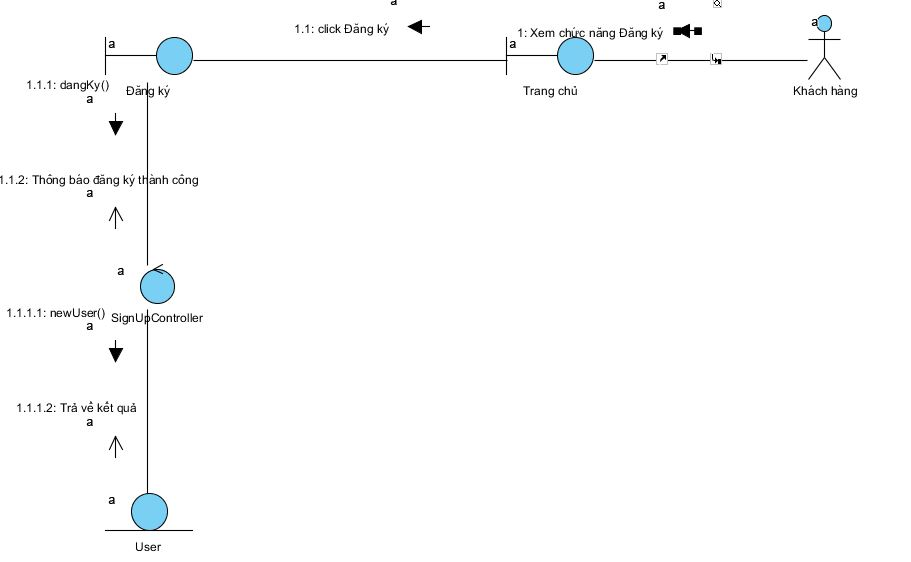 a
a
1.1: click Đăng ký
1: Xem chức năng Đăng ký
a
a
a
1.1.1: dangKy()
Đăng ký
Trang chủ
Khách hàng
a
1.1.2: Thông báo đăng ký thành công
a
a
1.1.1.1: newUser()
SignUpController
a
1.1.1.2: Trả về kết quả
a
a
User